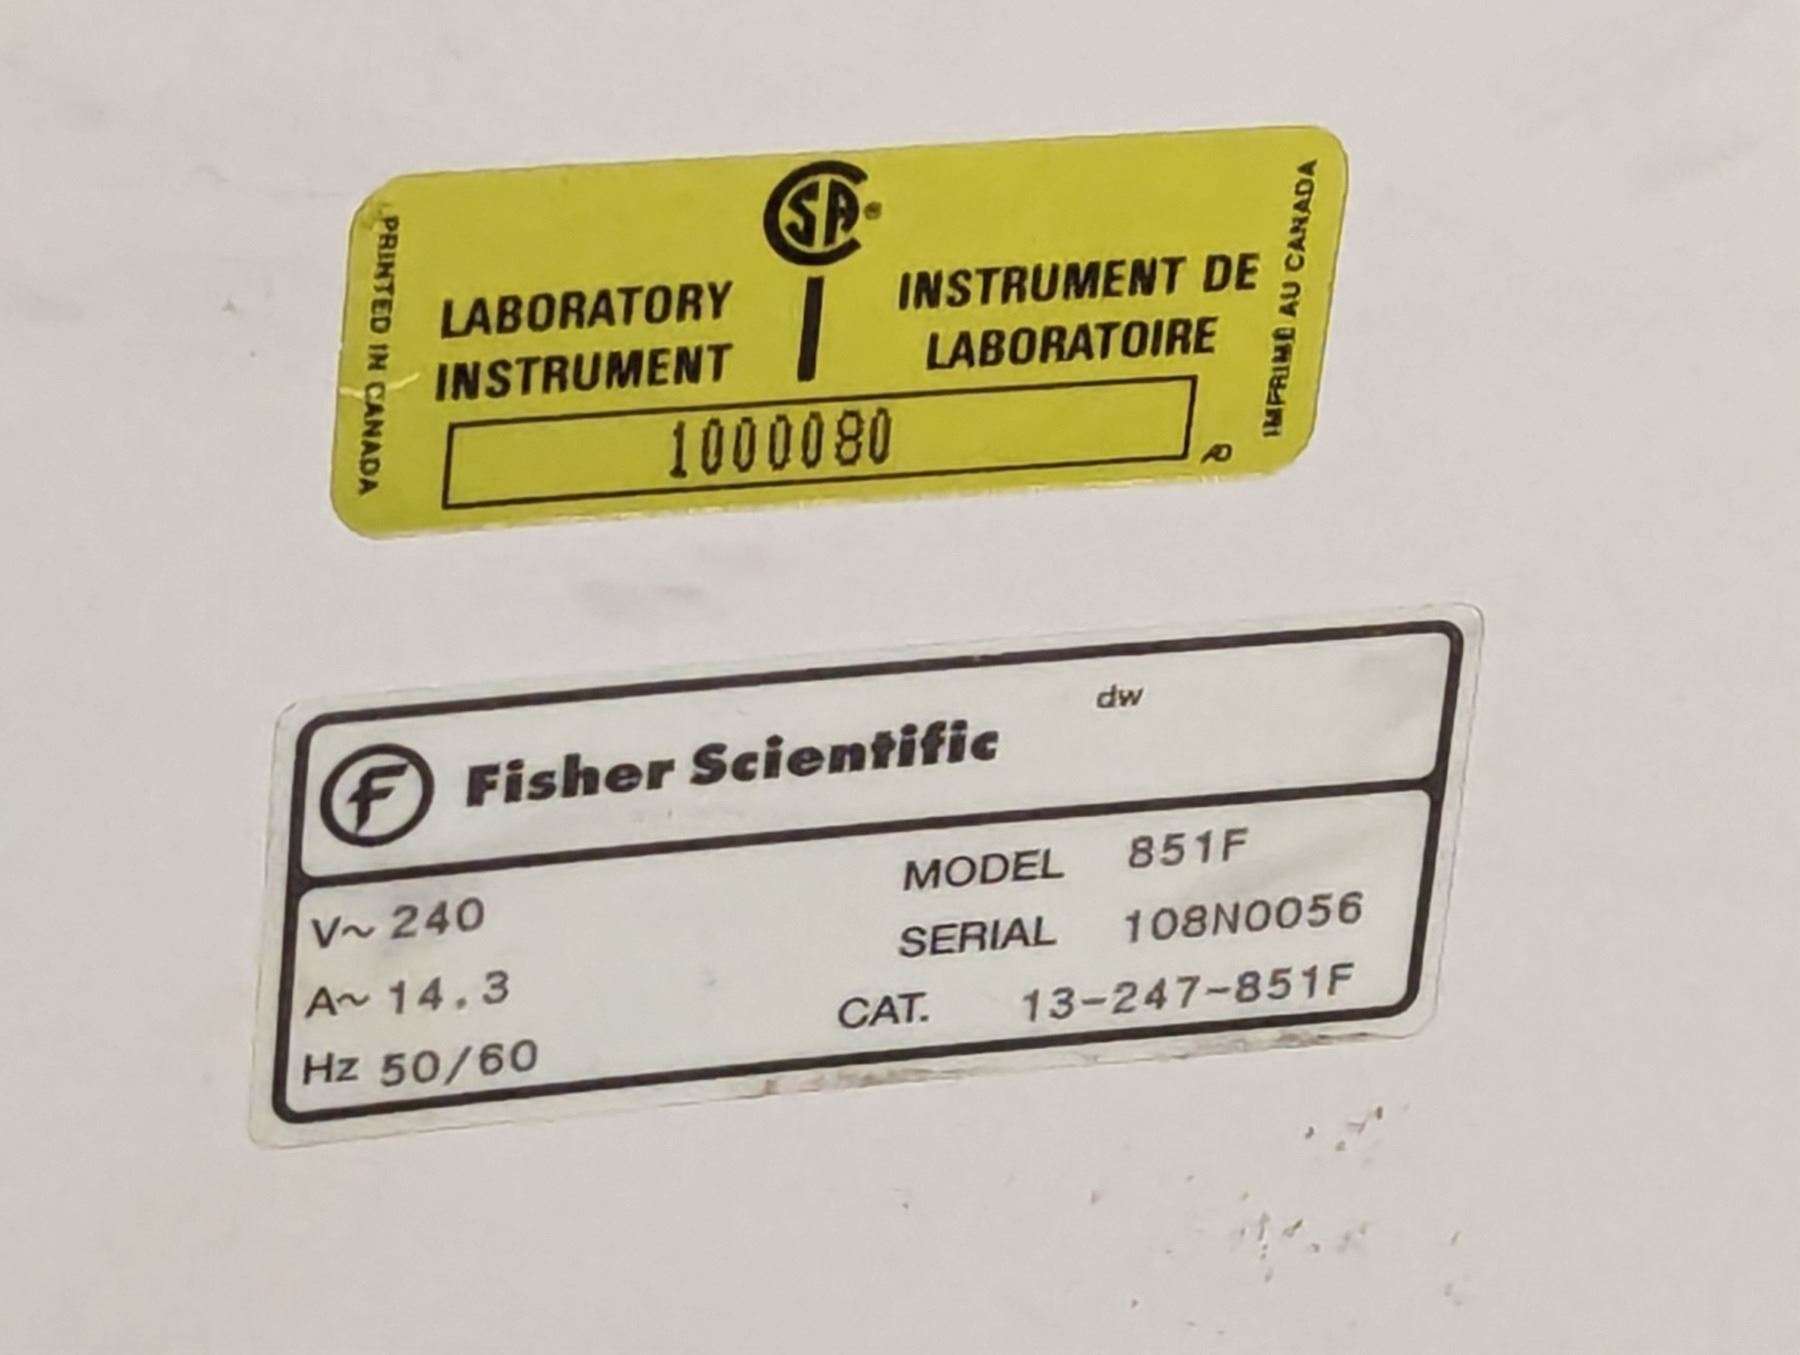 CSA®
LABORATORY
INSTRUMENT
INSTRUMENT DE
LABORATOIRE
1000080
PRINTED IN CANADA
IMPRIMÉ AU CANADA
Fisher Scientific
dw
V~ 240
A~ 14.3
Hz 50/60
MODEL 851F
SERIAL 108N0056
CAT. 13-247-851F